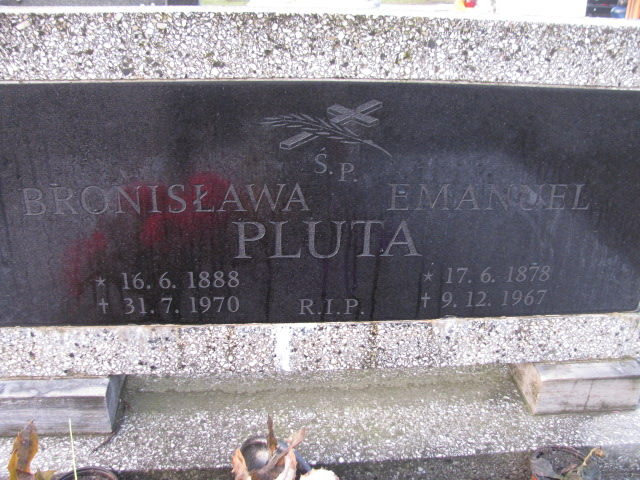 Ś.P.
BRONISŁAWA EMANUEL
PLUTA
* 16. 6. 1888 * 17. 6. 1878
† 31. 7. 1970 R.I.P. † 9. 12. 1967